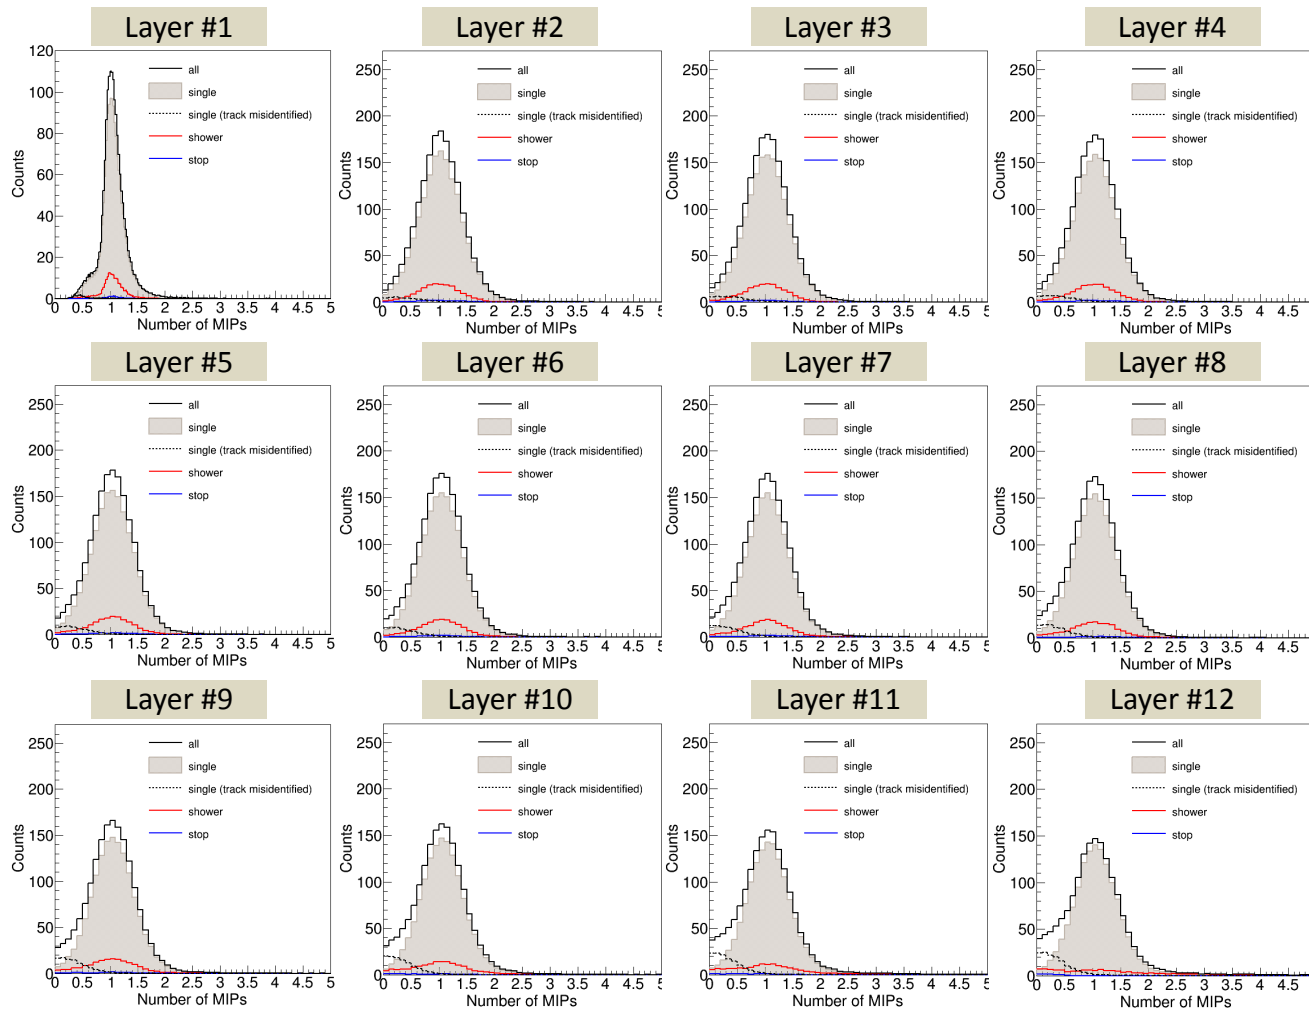 Layer #1
120
100
80
60
40
20
0
Counts
all
single
single (track misidentified)
shower
stop
0 0.5 1 1.5 2 2.5 3 3.5 4 4.5 5
Number of MIPs
Layer #2
250
200
150
100
50
0
Counts
all
single
single (track misidentified)
shower
stop
0 0.5 1 1.5 2 2.5 3 3.5 4 4.5 5
Number of MIPs
Layer #3
250
200
150
100
50
0
Counts
all
single
single (track misidentified)
shower
stop
0 0.5 1 1.5 2 2.5 3 3.5 4 4.5 5
Number of MIPs
Layer #4
250
200
150
100
50
0
Counts
all
single
single (track misidentified)
shower
stop
0.5 1 1.5 2 2.5 3 3.5 4 4.5
Number of MIPs
Layer #5
250
200
150
100
50
0
Counts
all
single
single (track misidentified)
shower
stop
0 0.5 1 1.5 2 2.5 3 3.5 4 4.5 5
Number of MIPs
Layer #6
250
200
150
100
50
0
Counts
all
single
single (track misidentified)
shower
stop
0 0.5 1 1.5 2 2.5 3 3.5 4 4.5 5
Number of MIPs
Layer #7
250
200
150
100
50
0
Counts
all
single
single (track misidentified)
shower
stop
0 0.5 1 1.5 2 2.5 3 3.5 4 4.5 5
Number of MIPs
Layer #8
250
200
150
100
50
0
Counts
all
single
single (track misidentified)
shower
stop
0.5 1 1.5 2 2.5 3 3.5 4 4.5
Number of MIPs
Layer #9
250
200
150
100
50
0
Counts
all
single
single (track misidentified)
shower
stop
0 0.5 1 1.5 2 2.5 3 3.5 4 4.5 5
Number of MIPs
Layer #10
250
200
150
100
50
0
Counts
all
single
single (track misidentified)
shower
stop
0 0.5 1 1.5 2 2.5 3 3.5 4 4.5 5
Number of MIPs
Layer #11
250
200
150
100
50
0
Counts
all
single
single (track misidentified)
shower
stop
0 0.5 1 1.5 2 2.5 3 3.5 4 4.5 5
Number of MIPs
Layer #12
250
200
150
100
50
0
Counts
all
single
single (track misidentified)
shower
stop
0.5 1 1.5 2 2.5 3 3.5 4 4.5
Number of MIPs